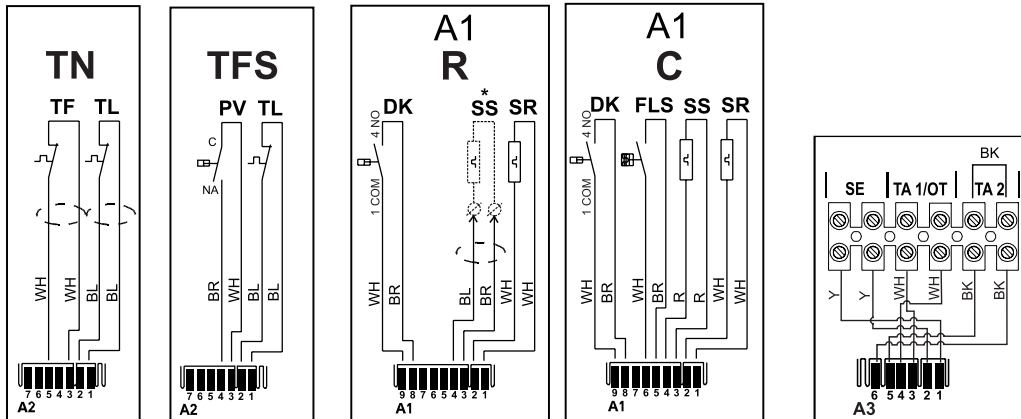 TN
TF TL
WH WH BL BL
7 6 5 4 3 2 1
A2
TFS
PV TL
C
NA
BR WH BL BL
7 6 5 4 3 2 1
A2
A1
R
*
DK SS SR
4 NO
1 COM
WH BR BL BR WH WH
9 8 7 6 5 4 3 2 1
A1
A1
C
DK FLS SS SR
4 NO
1 COM
WH BR WH BR R R WH WH
9 8 7 6 5 4 3 2 1
A1
BK
SE TA 1/OT TA 2
Y Y WH WH BK BK
6 5 4 3 2 1
A3